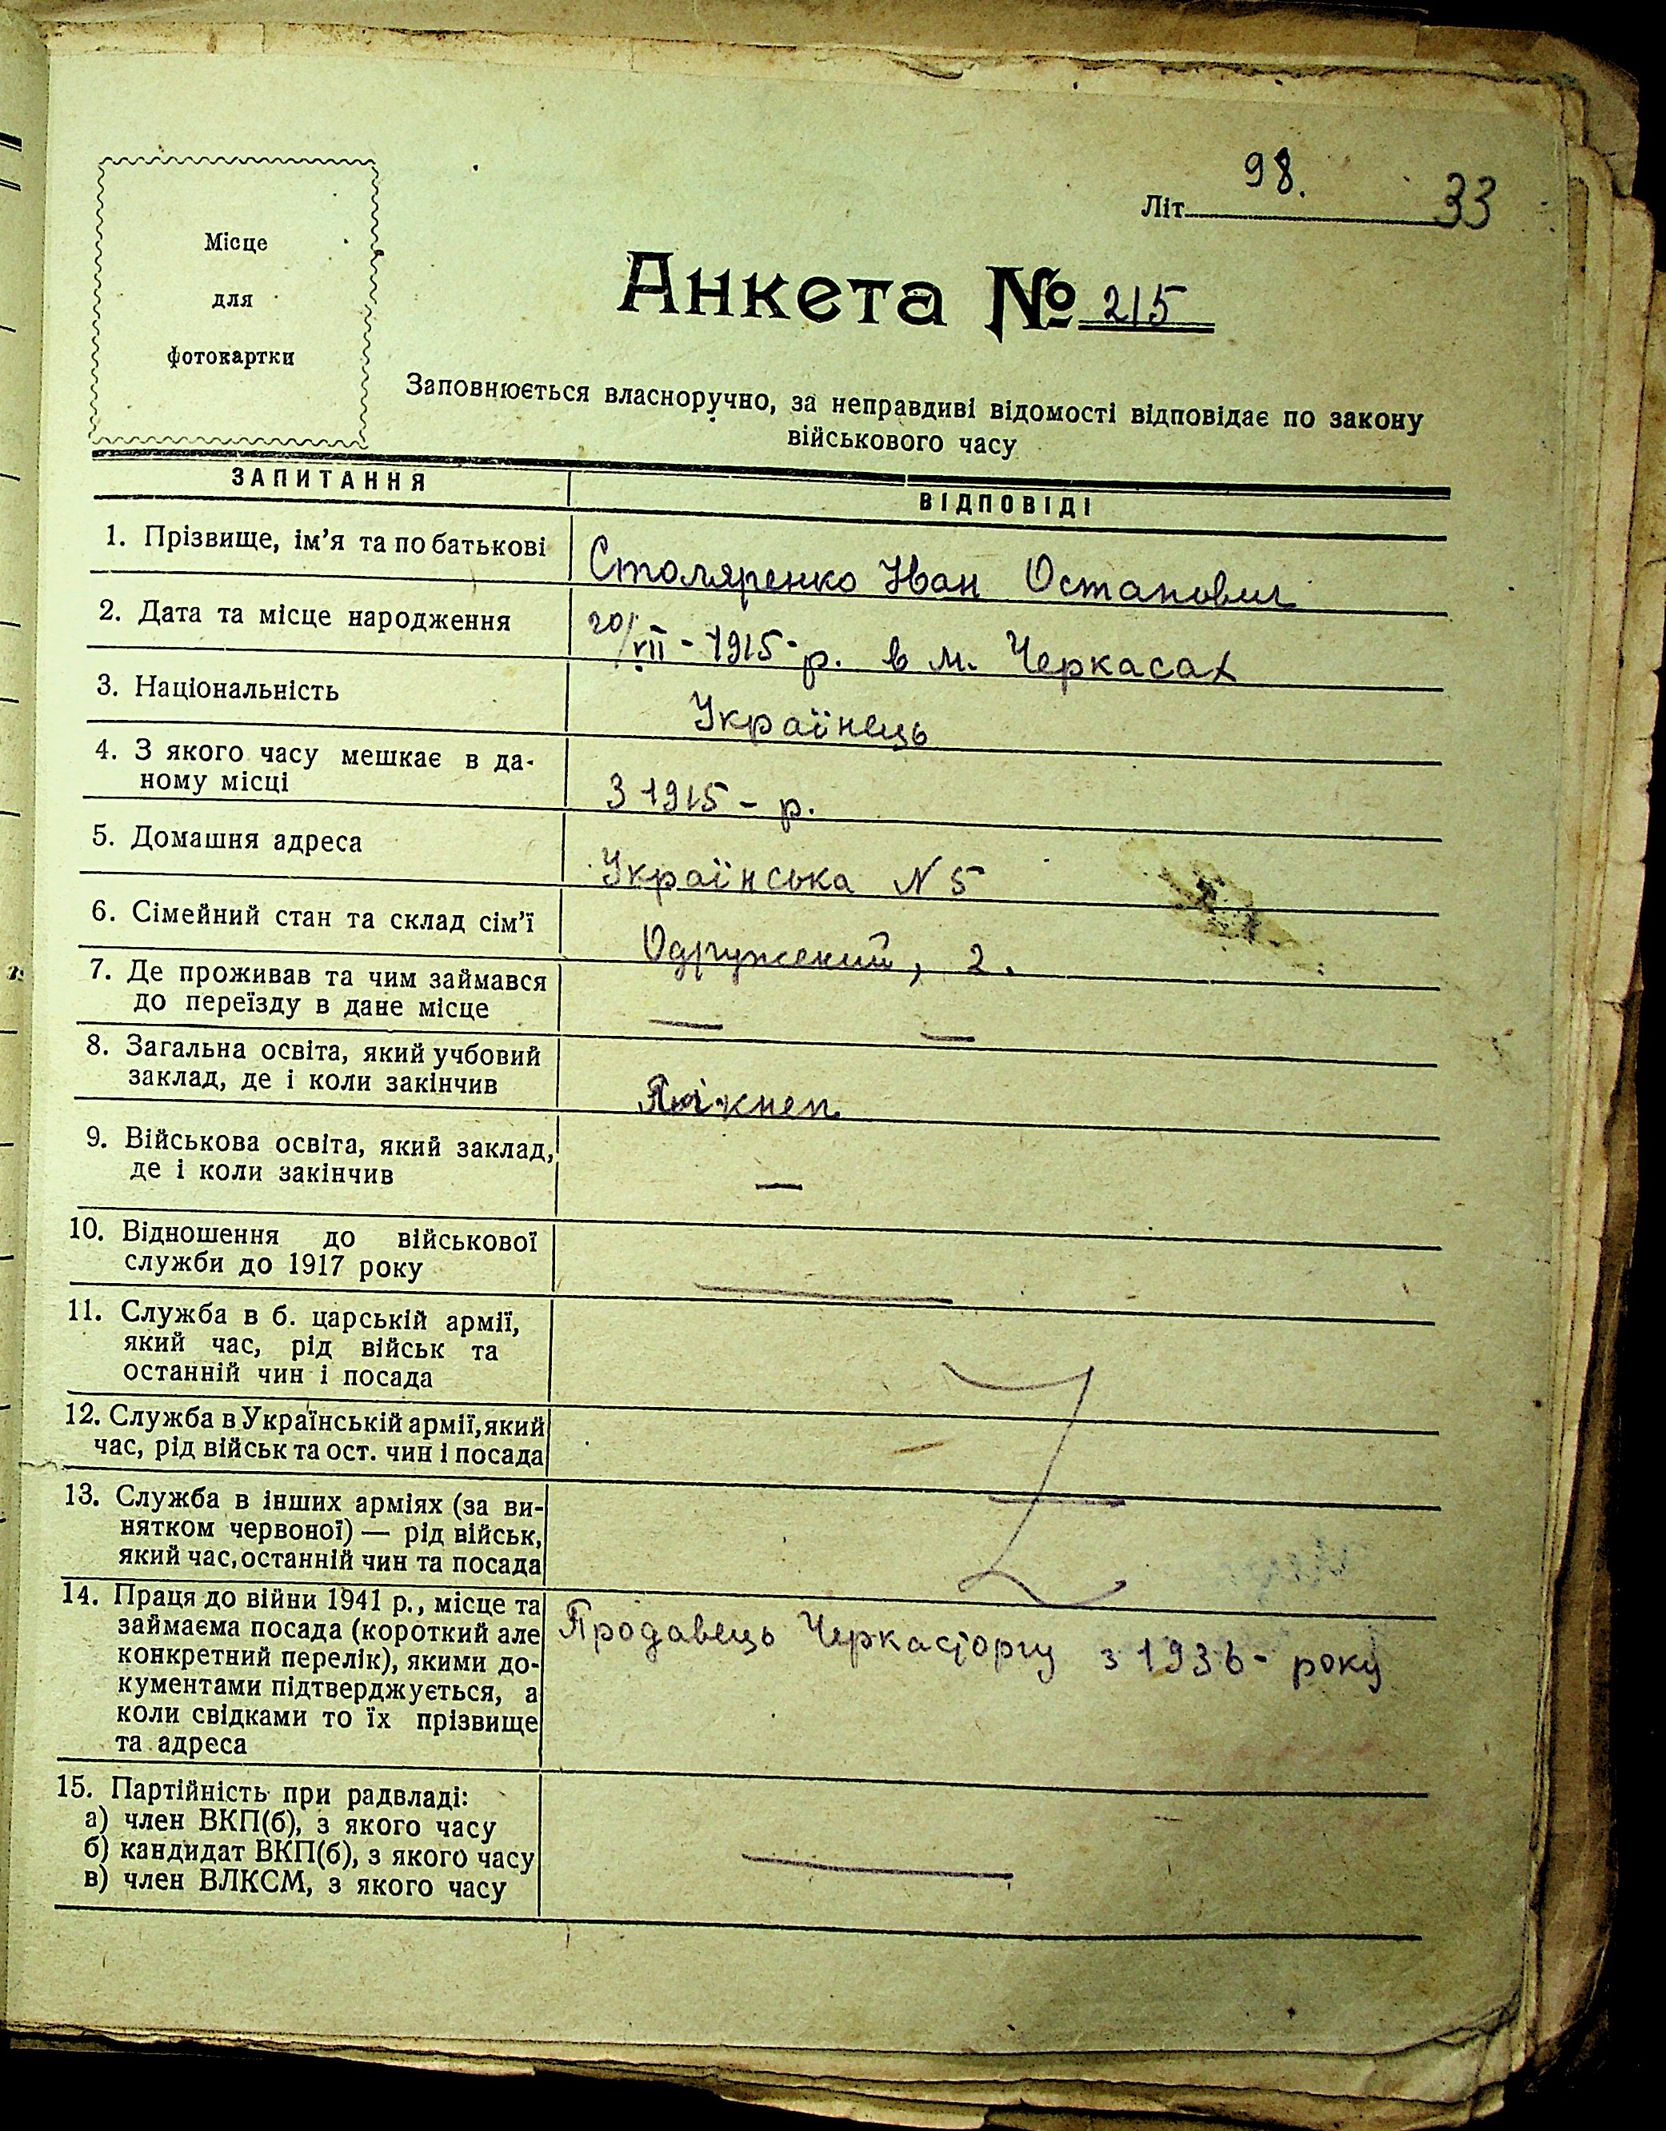 98.
Літ. 33
Місце
для
фотокартки
Анкета № 215
Заповнюється власноручно, за неправдиві відомості відповідає по закону
військового часу
ЗАПИТАННЯ
ВІДПОВІДІ
1. Прізвище, ім'я та по батькові
Столяренко Іван Остапович
2. Дата та місце народження
20/VII - 1915 - р. в м. Черкасах
3. Національність
Українець
4. З якого часу мешкає в да-
ному місці
З 1915 - р.
5. Домашня адреса
Українська N 5
6. Сімейний стан та склад сім'ї
Одружений, 2.
7. Де проживав та чим займався
до переїзду в дане місце
— —
8. Загальна освіта, який учбовий
заклад, де і коли закінчив
9. Військова освіта, який заклад,
де і коли закінчив
—
10. Відношення до військової
служби до 1917 року
—
11. Служба в б. царській армії,
який час, рід військ та
останній чин і посада
12. Служба в Українській армії, який
час, рід військ та ост. чин і посада
13. Служба в інших арміях (за ви-
нятком червоної) — рід військ,
який час, останній чин та посада
14. Праця до війни 1941 р., місце та
займаєма посада (короткий але
конкретний перелік), якими до-
кументами підтверджується, а
коли свідками то їх прізвище
та адреса
Продавець Черкасторгу з 1936 - року
15. Партійність при радвладі:
а) член ВКП(б), з якого часу
б) кандидат ВКП(б), з якого часу
в) член ВЛКСМ, з якого часу
—